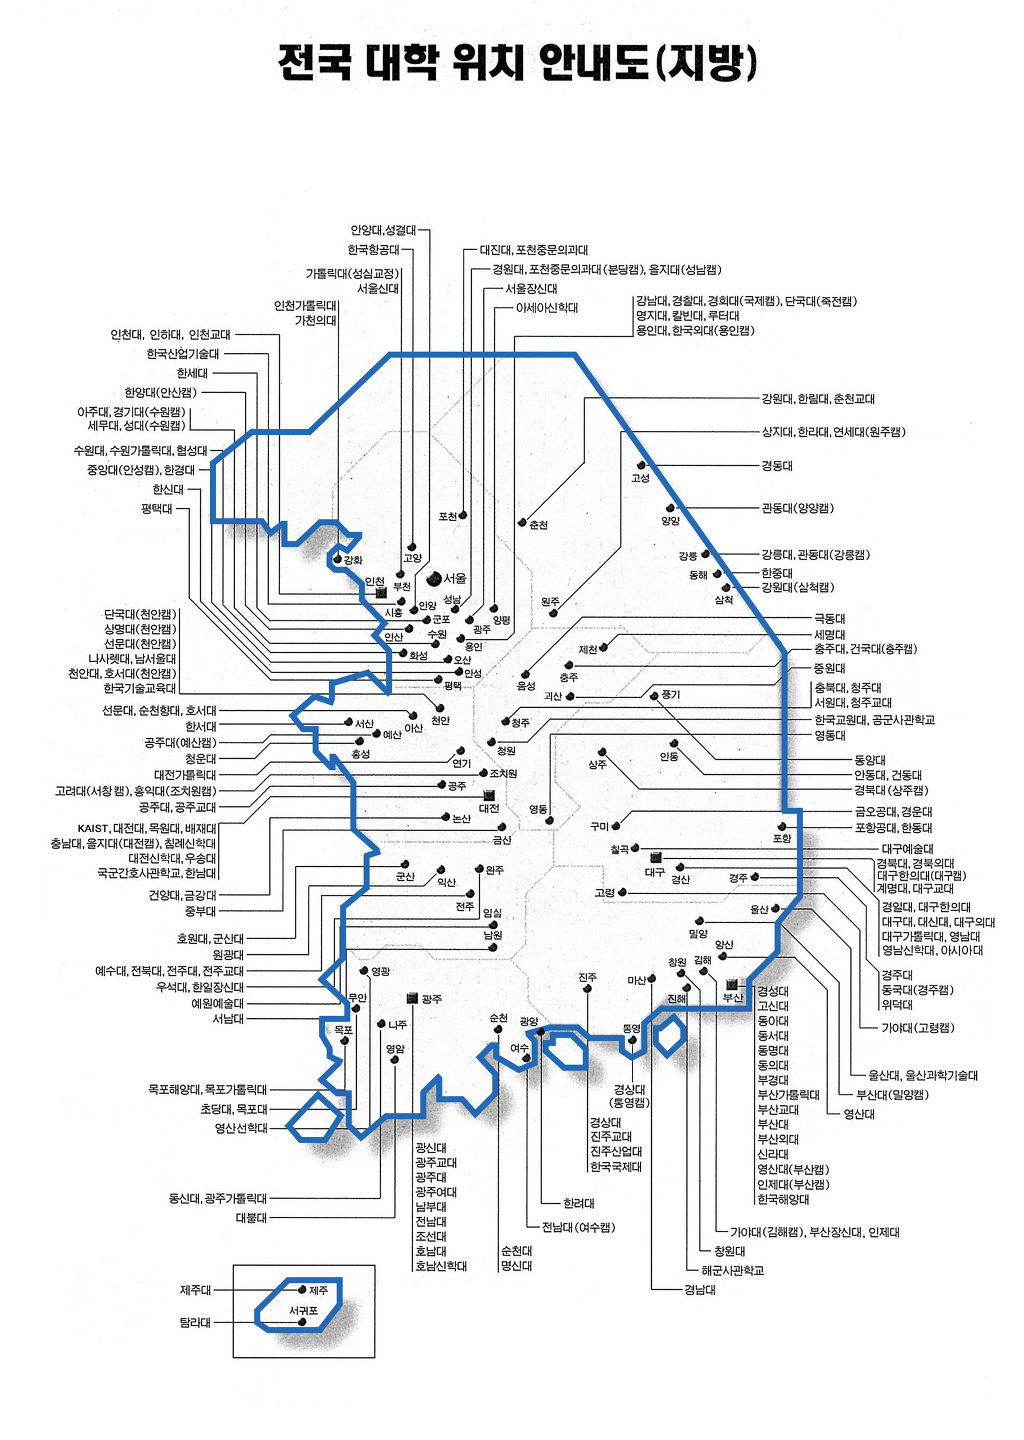 전국 대학 위치 안내도(지방)
안양대,성결대
한국항공대
가톨릭대(성심교정)
서울신대
인천가톨릭대
가천의대
대진대,포천중문의과대
경원대,포천중문의과대(분당캠),을지대(성남캠)
서울장신대
아세아신학대
강남대,경찰대,경희대(국제캠),단국대(죽전캠)
명지대,칼빈대,루터대
용인대,한국외대(용인캠)
인천대, 인하대, 인천교대
한국산업기술대
한세대
한양대(안산캠)
아주대,경기대(수원캠)
세무대,성대(수원캠)
수원대,수원가톨릭대,협성대
중앙대(안성캠),한경대
한신대
평택대
강원대,한림대,춘천교대
상지대,한라대,연세대(원주캠)
경동대
관동대(양양캠)
강릉대,관동대(강릉캠)
한중대
강원대(삼척캠)
고성
양양
강릉
동해
삼척
포천
춘천
강화
고양
인천
부천
서울
시흥
안양
성남
양평
원주
군포
광주
안산
수원
용인
화성
오산
안성
평택
제천
충주
음성
괴산
풍기
단국대(천안캠)
상명대(천안캠)
선문대(천안캠)
나사렛대,남서울대
천안대,호서대(천안캠)
한국기술교육대
선문대,순천향대,호서대
한서대
공주대(예산캠)
청운대
대전가톨릭대
고려대(서창캠),홍익대(조치원캠)
공주대,공주교대
KAIST,대전대,목원대,배재대
충남대,을지대(대전캠),침례신학대
대전신학대,우송대
국군간호사관학교,한남대
건양대,금강대
중부대
호원대,군산대
원광대
예수대,전북대,전주대,전주교대
우석대,한일장신대
예원예술대
서남대
극동대
세명대
충주대,건국대(충주캠)
중원대
충북대,청주대
서원대,청주교대
한국교원대,공군사관학교
영동대
동양대
안동대,건동대
경북대(상주캠)
금오공대,경운대
포항공대,한동대
대구예술대
경북대,경북외대
대구한의대(대구캠)
계명대,대구교대
경일대,대구한의대
대구대,대신대,대구외대
대구가톨릭대,영남대
영남신학대,아시아대
경주대
동국대(경주캠)
위덕대
가야대(고령캠)
울산대,울산과학기술대
부산대(밀양캠)
영산대
서산
아산
천안
예산
홍성
청주
청원
연기
조치원
공주
대전
논산
금산
영동
상주
안동
구미
포항
칠곡
대구
경산
경주
고령
울산
밀양
양산
군산
익산
완주
전주
임실
남원
영광
무안
광주
목포
나주
영암
순천
광양
여수
진주
마산
창원
김해
진해
부산
통영
목포해양대,목포가톨릭대
초당대,목포대
영산선학대
동신대,광주가톨릭대
대불대
광신대
광주교대
광주대
광주여대
남부대
전남대
조선대
호남대
호남신학대
순천대
명신대
한려대
전남대(여수캠)
경상대
(통영캠)
경상대
진주교대
진주산업대
한국국제대
경성대
고신대
동아대
동서대
동명대
동의대
부경대
부산가톨릭대
부산교대
부산대
부산외대
신라대
영산대(부산캠)
인제대(부산캠)
한국해양대
가야대(김해캠),부산장신대,인제대
창원대
해군사관학교
경남대
제주대
탐라대
제주
서귀포